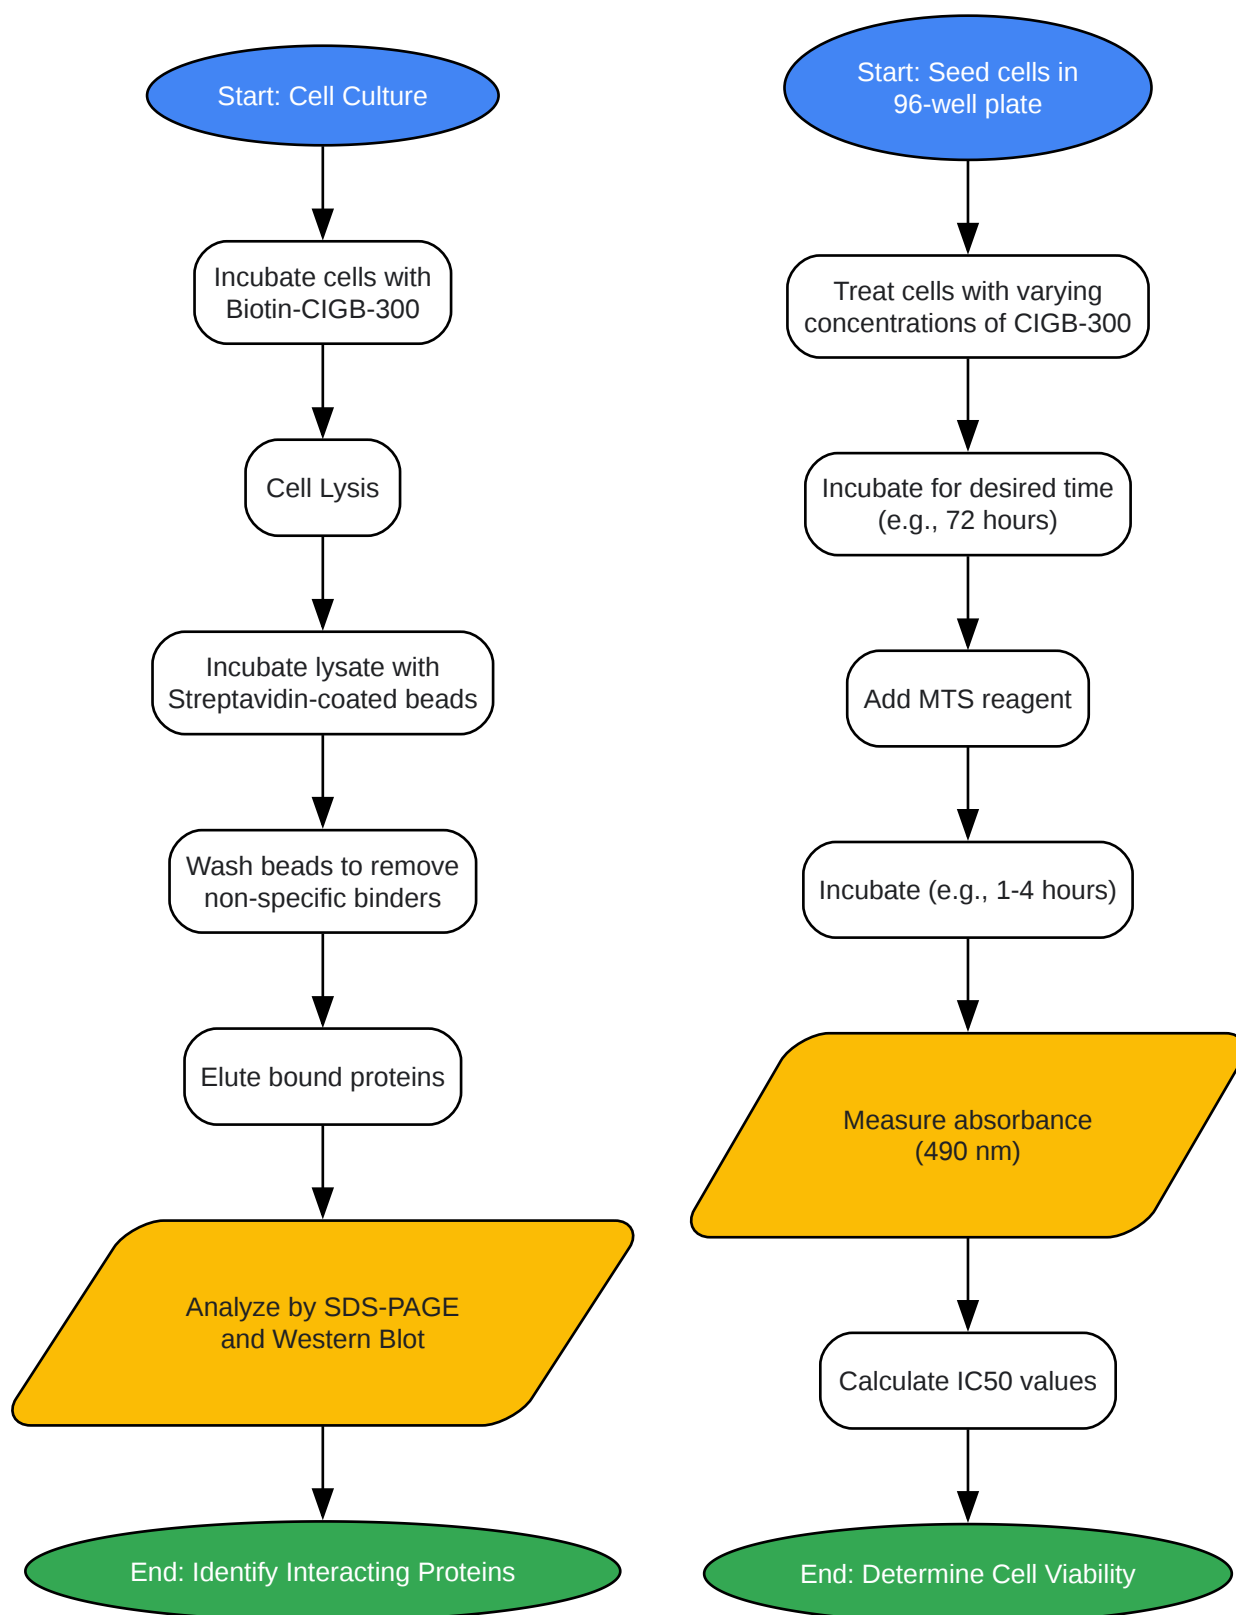 Start: Cell Culture
Incubate cells with
Biotin-CIGB-300
Cell Lysis
Incubate lysate with
Streptavidin-coated beads
Wash beads to remove
non-specific binders
Elute bound proteins
Analyze by SDS-PAGE
and Western Blot
End: Identify Interacting Proteins
Start: Seed cells in
96-well plate
Treat cells with varying
concentrations of CIGB-300
Incubate for desired time
(e.g., 72 hours)
Add MTS reagent
Incubate (e.g., 1-4 hours)
Measure absorbance
(490 nm)
Calculate IC50 values
End: Determine Cell Viability